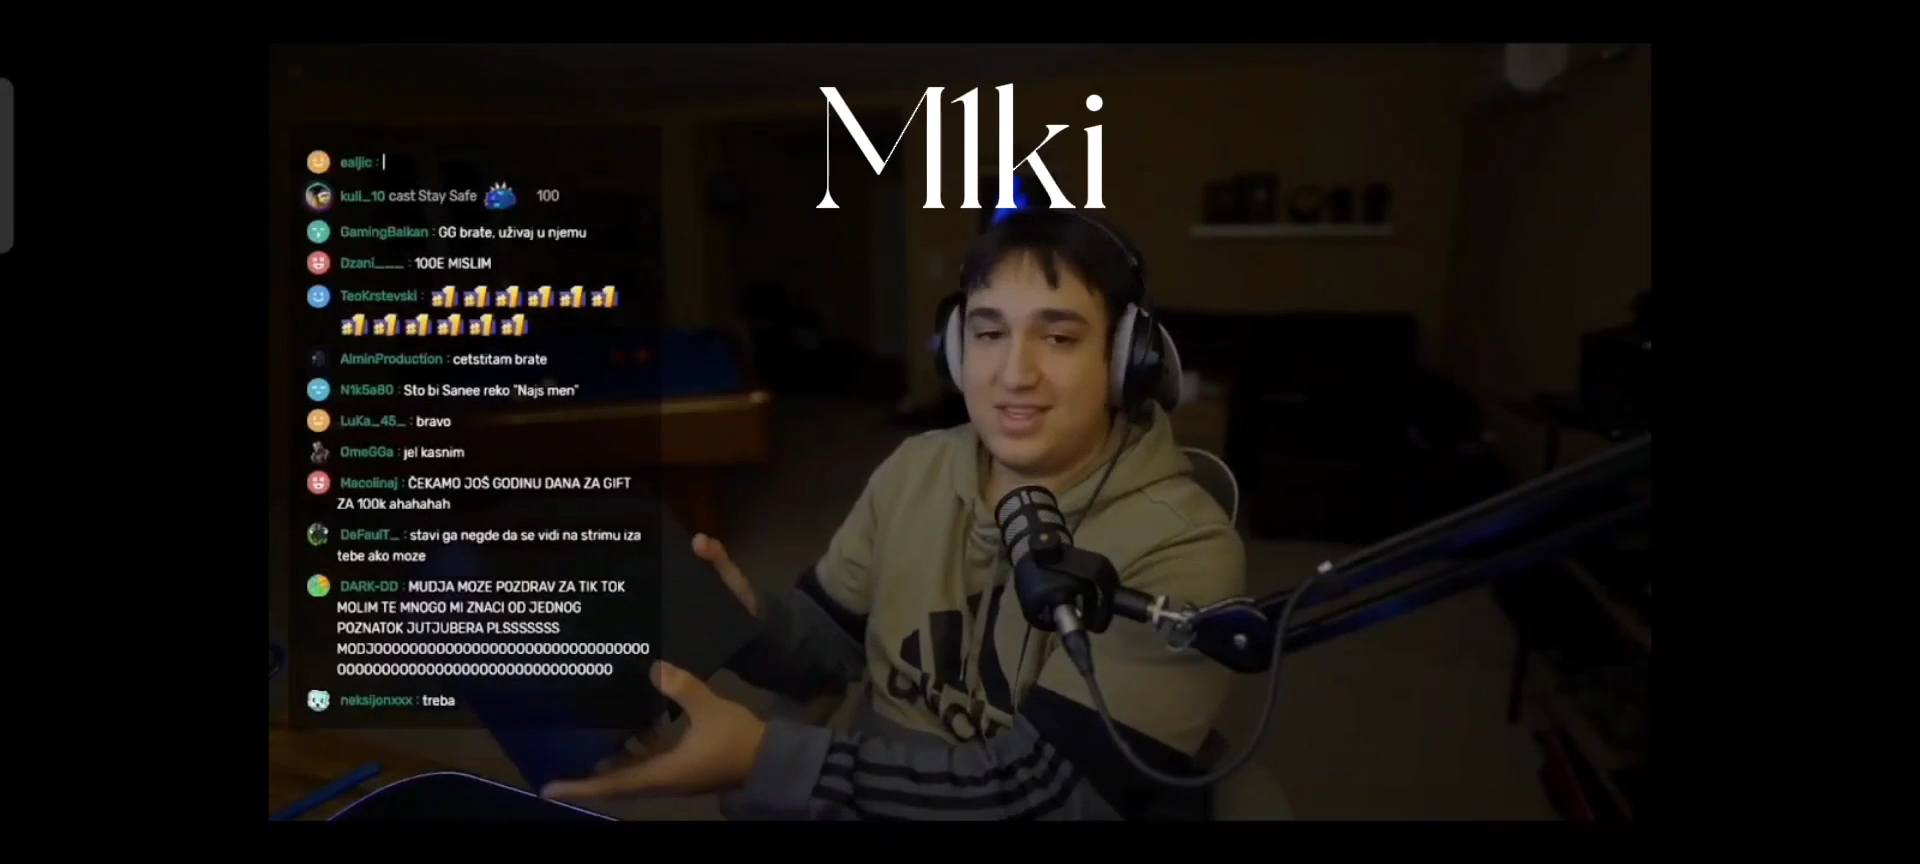 M1ki
ealjic :
kuli_10 cast Stay Safe 100
GamingBalkan : GG brate, uživaj u njemu
Dzani___ : 100E MISLIM
TeoKrstevski :
AlminProduction : cetstitam brate
N1k5a80 : Sto bi Sanee reko "Najs men"
LuKa_45_ : bravo
OmeGGa : jel kasnim
Macolinaj : ČEKAMO JOŠ GODINU DANA ZA GIFT
ZA 100k ahahahah
DeFaulT_ : stavi ga negde da se vidi na strimu iza
tebe ako moze
DARK-DD : MUDJA MOZE POZDRAV ZA TIK TOK
MOLIM TE MNOGO MI ZNACI OD JEDNOG
POZNATOK JUTJUBERA PLSSSSSSS
MODJOOOOOOOOOOOOOOOOOOOOOOOOOOOOOOO
OOOOOOOOOOOOOOOOOOOOOOOOOOOOOOO
neksijonxxx : treba